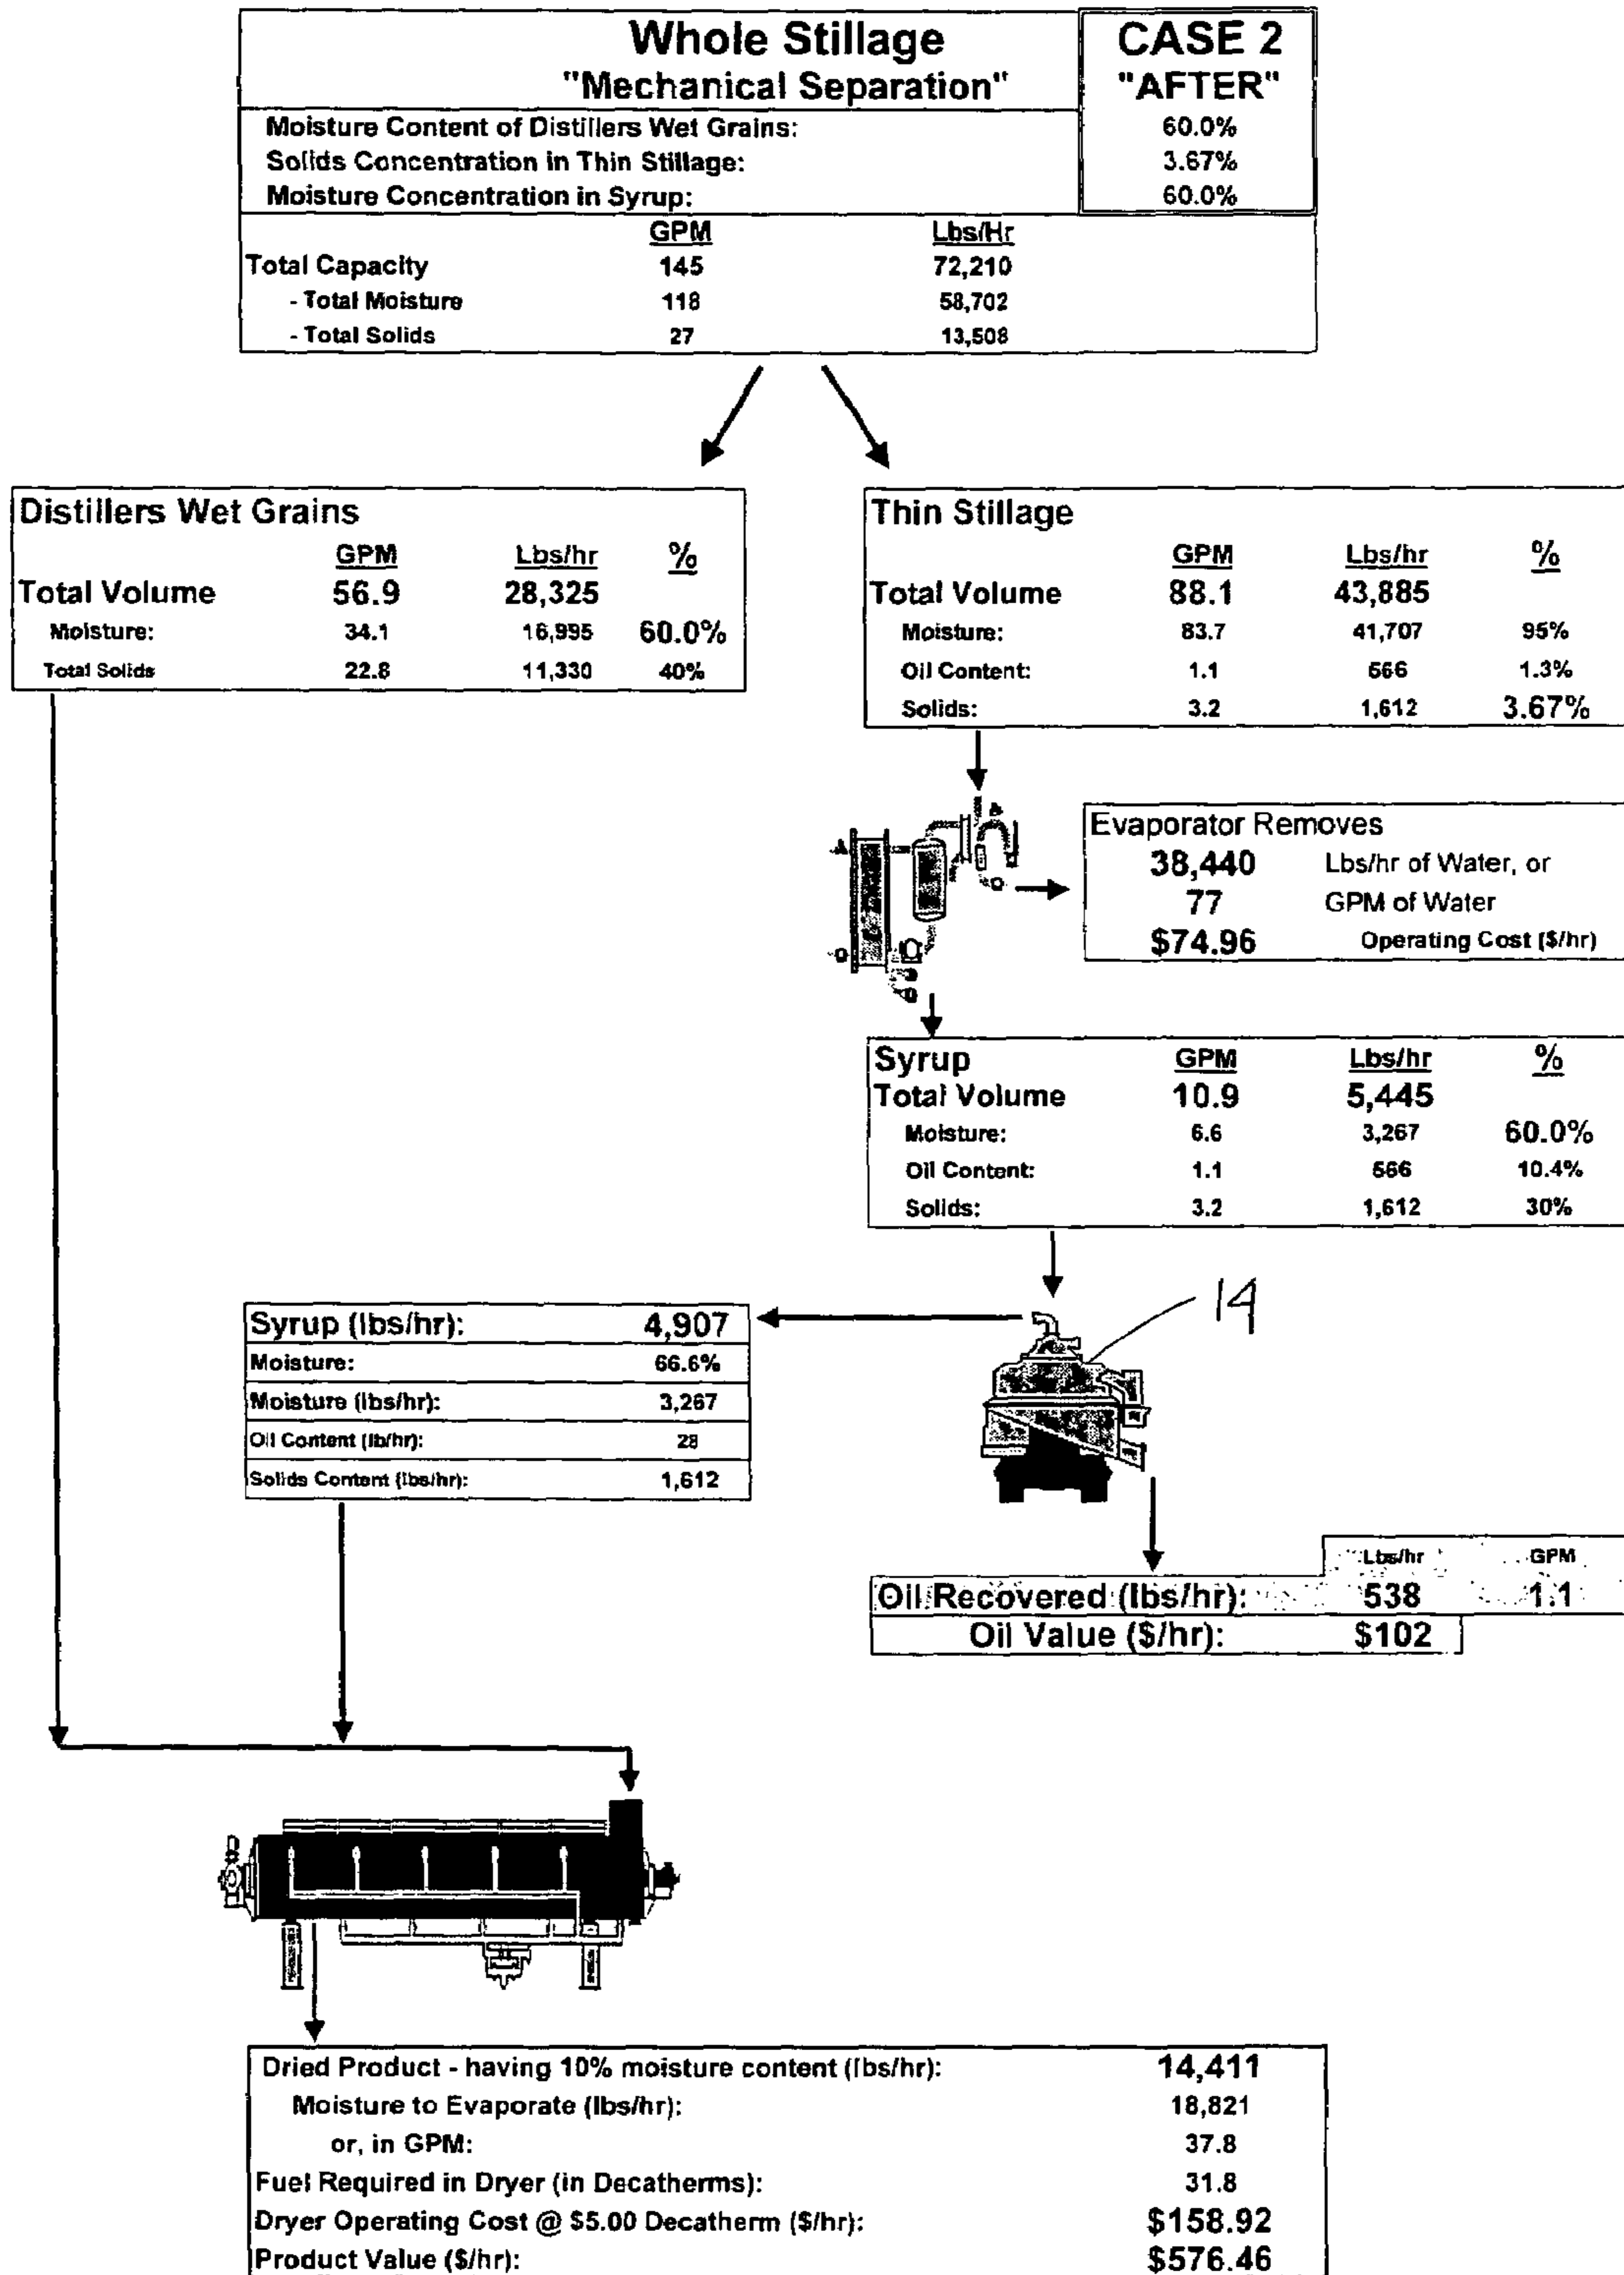 Whole Stillage CASE 2
"Mechanical Separation" "AFTER"
Moisture Content of Distillers Wet Grains: 60.0%
Solids Concentration in Thin Stillage: 3.67%
Moisture Concentration in Syrup: 60.0%
GPM Lbs/Hr
Total Capacity 145 72,210
- Total Moisture 118 58,702
- Total Solids 27 13,508
Distillers Wet Grains
GPM Lbs/hr %
Total Volume 56.9 28,325
Moisture: 34.1 16,995 60.0%
Total Solids 22.8 11,330 40%
Thin Stillage
GPM Lbs/hr %
Total Volume 88.1 43,885
Moisture: 83.7 41,707 95%
Oil Content: 1.1 566 1.3%
Solids: 3.2 1,612 3.67%
Evaporator Removes
38,440 Lbs/hr of Water, or
77 GPM of Water
$74.96 Operating Cost ($/hr)
Syrup GPM Lbs/hr %
Total Volume 10.9 5,445
Moisture: 6.6 3,267 60.0%
Oil Content: 1.1 566 10.4%
Solids: 3.2 1,612 30%
14
Syrup (lbs/hr): 4,907
Moisture: 66.6%
Moisture (lbs/hr): 3,267
Oil Content (lb/hr): 28
Solids Content (lbs/hr): 1,612
Lbs/hr GPM
Oil Recovered (lbs/hr): 538 1.1
Oil Value ($/hr): $102
Dried Product - having 10% moisture content (lbs/hr): 14,411
Moisture to Evaporate (lbs/hr): 18,821
or, in GPM: 37.8
Fuel Required in Dryer (in Decatherms): 31.8
Dryer Operating Cost @ $5.00 Decatherm ($/hr): $158.92
Product Value ($/hr): $576.46